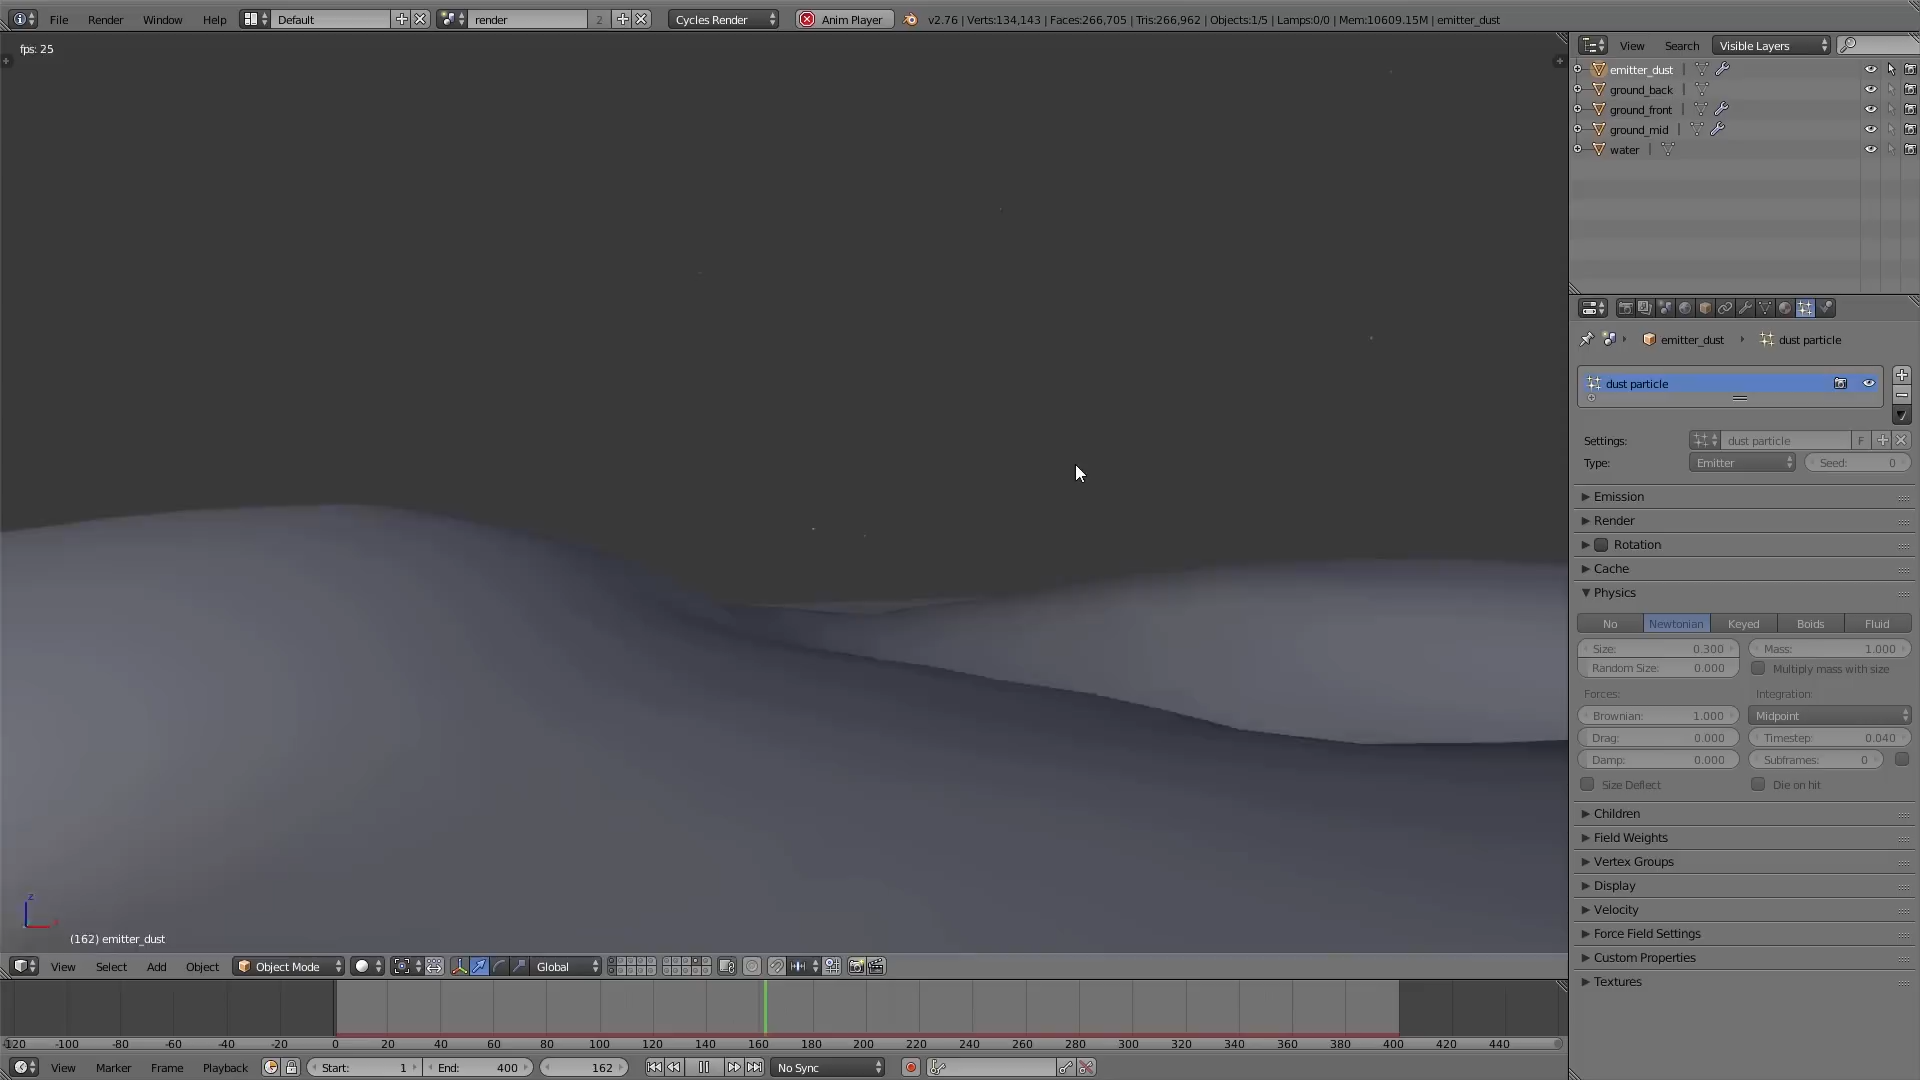 File Render Window Help Default render 2 Cycles Render Anim Player v2.76 | Verts:134,143 | Faces:266,705 | Tris:266,962 | Objects:1/5 | Lamps:0/0 | Mem:10609.15M | emitter_dust
fps: 25
View Search Visible Layers
emitter_dust
ground_back
ground_front
ground_mid
water
emitter_dust dust particle
dust particle
Settings: dust particle F
Type: Emitter Seed: 0
Emission
Render
Rotation
Cache
Physics
No Newtonian Keyed Boids Fluid
Size: 0.300 Mass: 1.000
Random Size: 0.000 Multiply mass with size
Forces: Integration:
Brownian: 1.000 Midpoint
Drag: 0.000 Timestep: 0.040
Damp: 0.000 Subframes: 0
Size Deflect Die on hit
Children
Field Weights
Vertex Groups
Display
Velocity
Force Field Settings
Custom Properties
Textures
z
(162) emitter_dust
View Select Add Object Object Mode Global
-120 -100 -80 -60 -40 -20 0 20 40 60 80 100 120 140 160 180 200 220 240 260 280 300 320 340 360 380 400 420 440
View Marker Frame Playback Start: 1 End: 400 162 No Sync